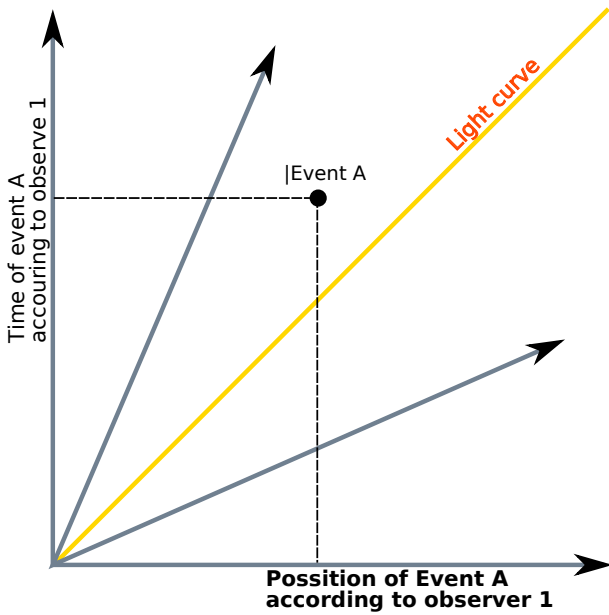 Time of event A
accouring to observe 1
|Event A
Light curve
Possition of Event A
according to observer 1